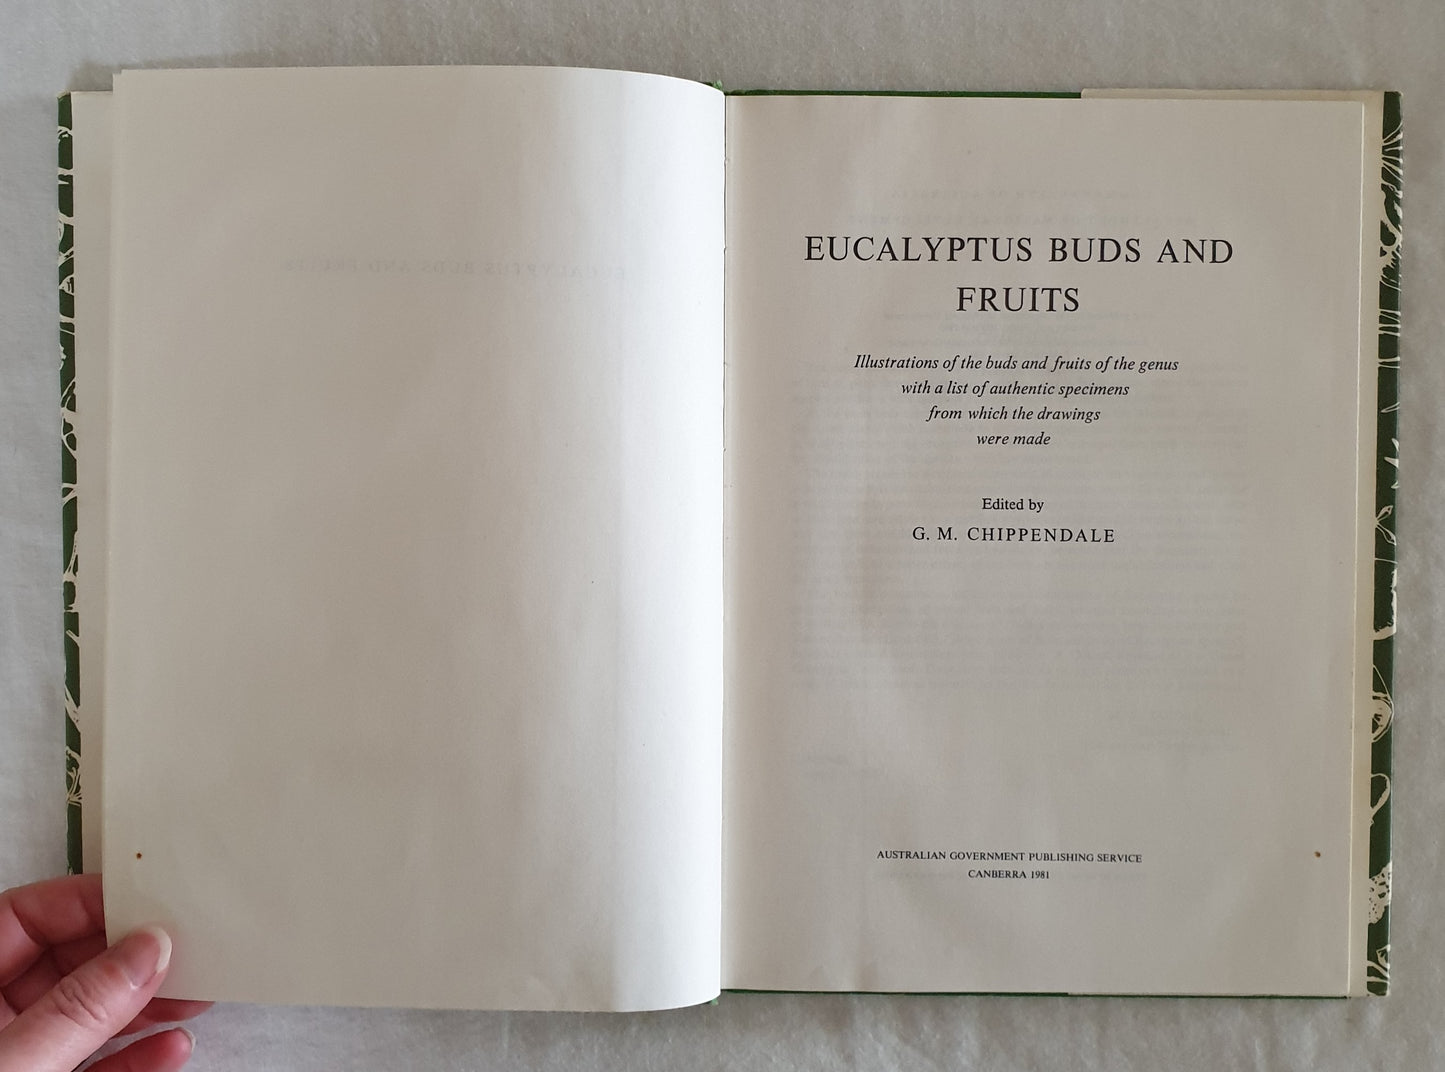 EUCALYPTUS BUDS AND
FRUITS
Illustrations of the buds and fruits of the genus
with a list of authentic specimens
from which the drawings
were made
Edited by
G. M. CHIPPENDALE
AUSTRALIAN GOVERNMENT PUBLISHING SERVICE
CANBERRA 1981